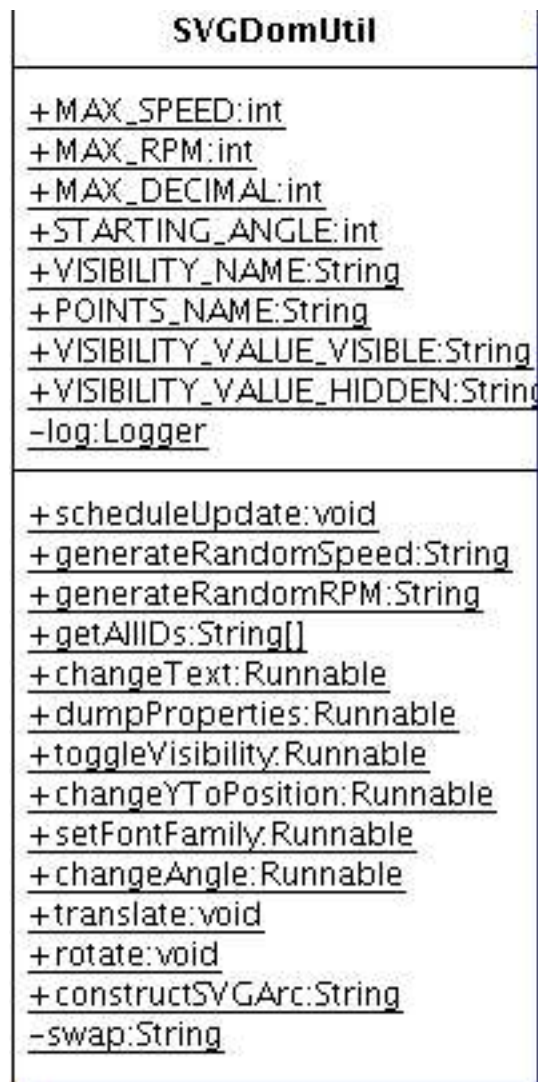 SVGDomUtil
+MAX_SPEED:int
+MAX_RPM:int
+MAX_DECIMAL:int
+STARTING_ANGLE:int
+VISIBILITY_NAME:String
+POINTS_NAME:String
+VISIBILITY_VALUE_VISIBLE:String
+VISIBILITY_VALUE_HIDDEN:String
-log:Logger
+scheduleUpdate:void
+generateRandomSpeed:String
+generateRandomRPM:String
+getAllIDs:String[]
+changeText:Runnable
+dumpProperties:Runnable
+toggleVisibility:Runnable
+changeYToPosition:Runnable
+setFontFamily:Runnable
+changeAngle:Runnable
+translate:void
+rotate:void
+constructSVGArc:String
-swap:String